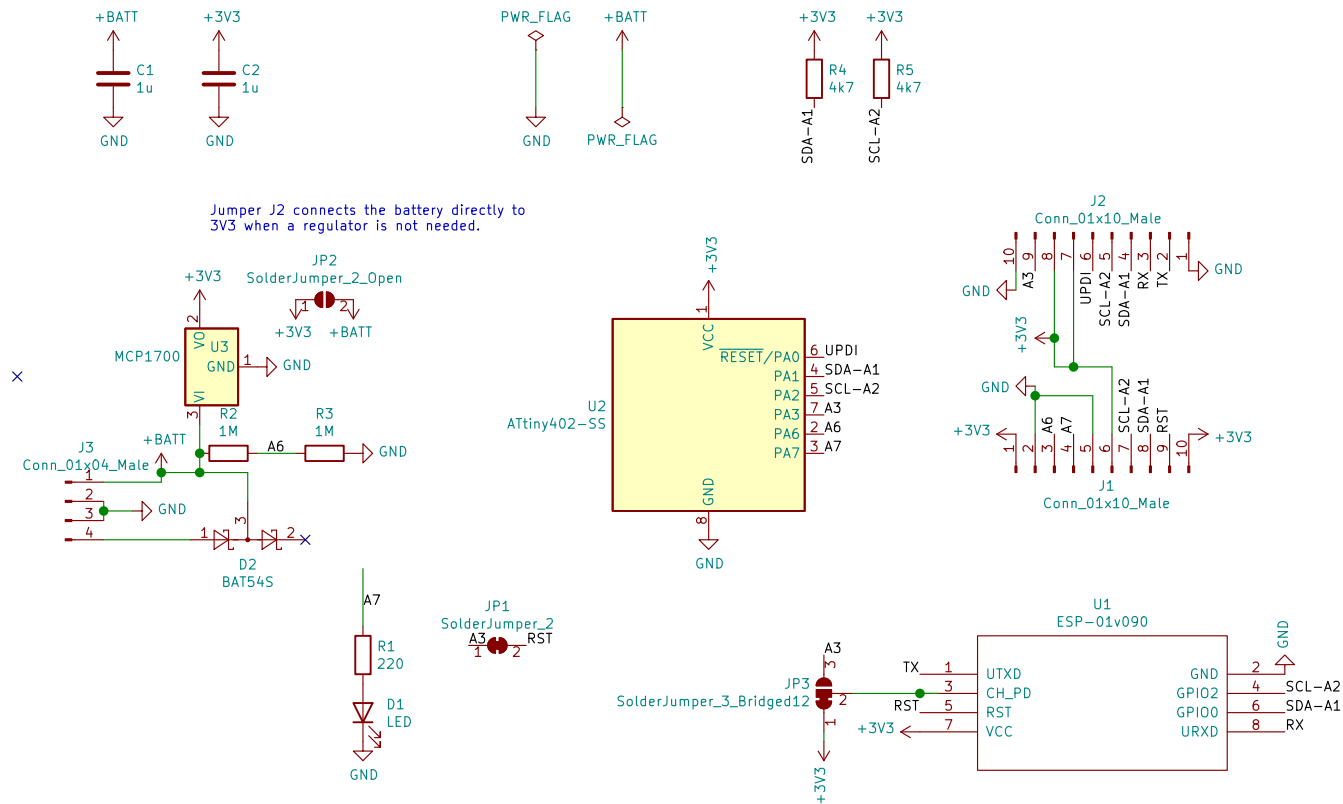 +BATT
+3V3
PWR_FLAG
+BATT
+3V3
+3V3
C1
1u
C2
1u
R4
4k7
R5
4k7
GND
GND
GND
PWR_FLAG
SDA-A1
SCL-A2
Jumper J2 connects the battery directly to
3V3 when a regulator is not needed.
JP2
SolderJumper_2_Open
1
2
+3V3
+BATT
+3V3
2
VO
U3
MCP1700
GND
1
GND
VI
3
R2
1M
A6
R3
1M
GND
J3
Conn_01x04_Male
+BATT
1
2
3
4
GND
1
3
2
D2
BAT54S
A7
R1
220
D1
LED
GND
JP1
SolderJumper_2
A3
RST
1
2
+3V3
1
VCC
U2
ATtiny402-SS
RESET/PA0
6
UPDI
PA1
4
SDA-A1
PA2
5
SCL-A2
PA3
7
A3
PA6
2
A6
PA7
3
A7
GND
8
GND
J2
Conn_01x10_Male
10
9
8
7
6
5
4
3
2
1
GND
A3
UPDI
SCL-A2
SDA-A1
RX
TX
GND
+3V3
GND
+3V3
A6
A7
SCL-A2
SDA-A1
RST
+3V3
1
2
3
4
5
6
7
8
9
10
J1
Conn_01x10_Male
A3
3
JP3
SolderJumper_3_Bridged12
2
1
+3V3
U1
ESP-01v090
TX
1
UTXD
3
CH_PD
RST
5
RST
+3V3
7
VCC
GND
GND
2
GPIO2
4
SCL-A2
GPIO0
6
SDA-A1
URXD
8
RX